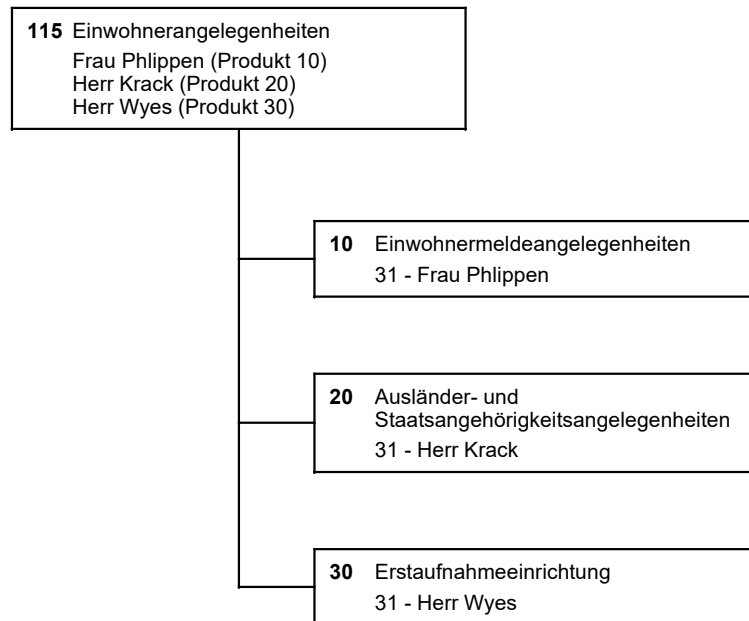 115 Einwohnerangelegenheiten
Frau Phlippen (Produkt 10)
Herr Krack (Produkt 20)
Herr Wyes (Produkt 30)
10 Einwohnermeldeangelegenheiten
31 - Frau Phlippen
20 Ausländer- und
Staatsangehörigkeitsangelegenheiten
31 - Herr Krack
30 Erstaufnahmeeinrichtung
31 - Herr Wyes